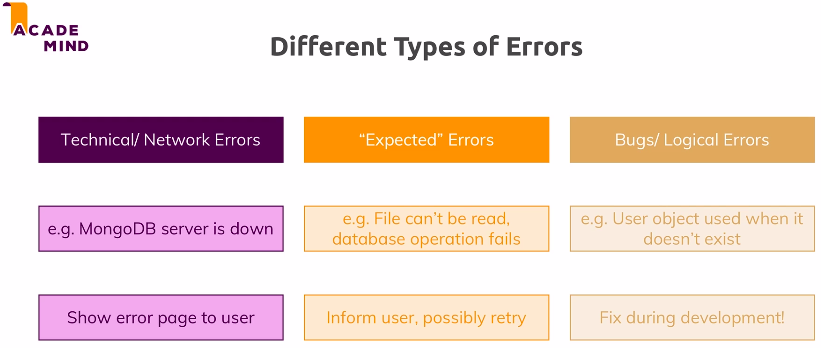 ACADE
MIND
Different Types of Errors
Technical/ Network Errors
“Expected” Errors
Bugs/ Logical Errors
e.g. MongoDB server is down
e.g. File can’t be read,
database operation fails
e.g. User object used when it
doesn’t exist
Show error page to user
Inform user, possibly retry
Fix during development!